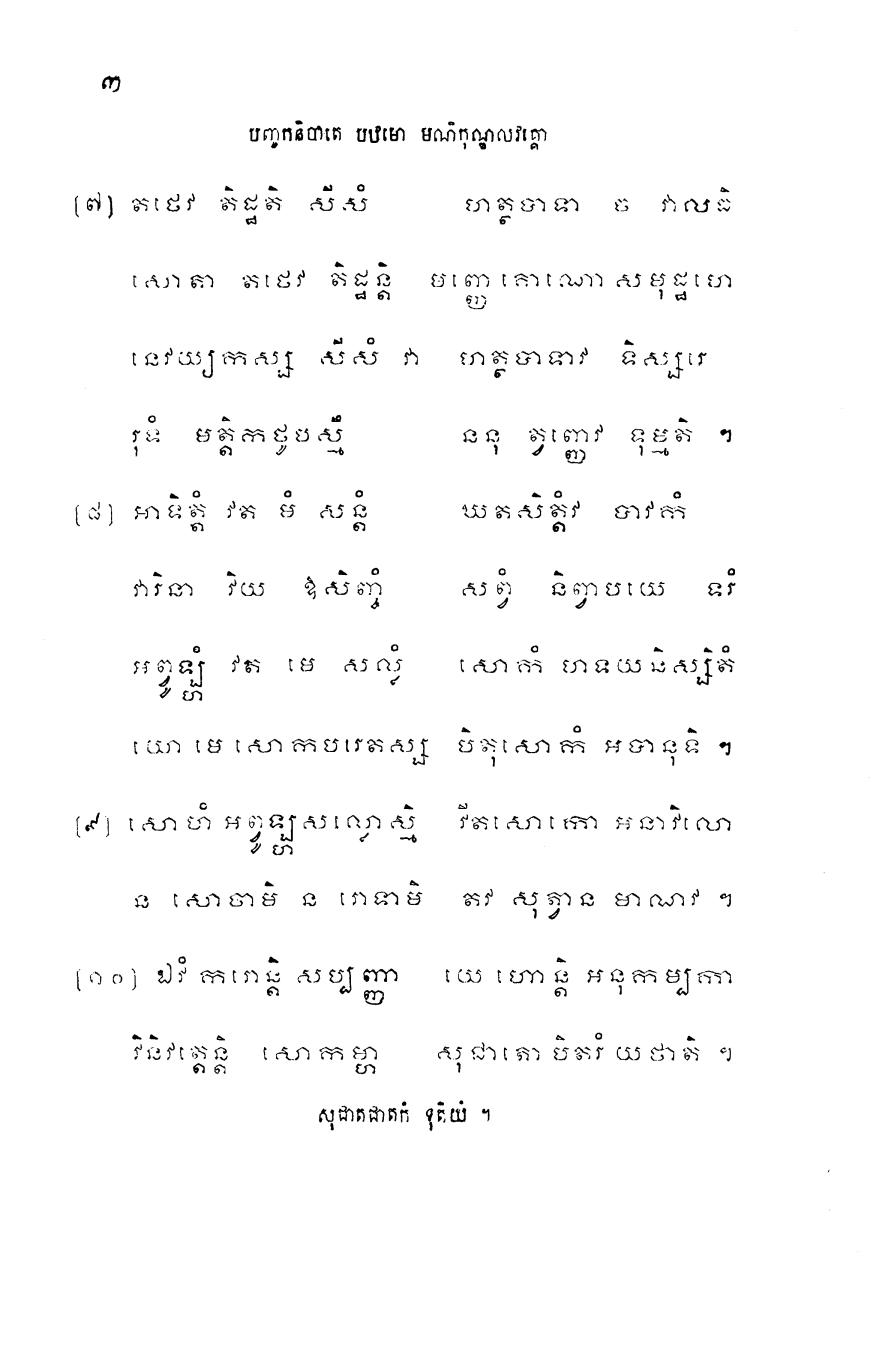 ៣
បញ្ចកនិបាតេ បឋមោ មណិកុណ្ឌលវគ្គោ
[៧] តថេវ តិដ្ឋតិ សីសំ ហត្ថបាទា ច វាលធិ
សោតា តថេវ តិដ្ឋន្តិ មញ្ញេ គោណោ សមុដ្ឋហេ
នេវយ្យកស្ស សីសំ វា ហត្ថបាទាវ ទិស្សរេ
រុទំ មត្តិកថូបស្មឹ ននុ ត្វញ្ញេវ ទុម្មតិ ។
[៨] អាទិត្តំ វត មំ សន្តំ ឃតសិត្តំវ បាវកំ
វារិនា វិយ ឱសិញ្ចំ សព្វំ និព្វាបយេ ទរំ
អព្វូឡ្ហំ វត មេ សល្លំ សោកំ ហទយនិស្សិតំ
យោ មេ សោកបរេតស្ស បិតុសោកំ អបានុទិ ។
[៩] សោហំ អព្វូឡ្ហសល្លោស្មិ វីតសោកោ អនាវិលោ
ន សោចាមិ ន រោទាមិ តវ សុត្វាន មាណវ ។
[១០] ឯវំ ករោន្តិ សប្បញ្ញា យេ ហោន្តិ អនុកម្បកា
វិនិវត្តេន្តិ សោកម្ហា សុជាតោ បិតរំ យថាតិ ។
សុជាតជាតកំ ទុតិយំ ។